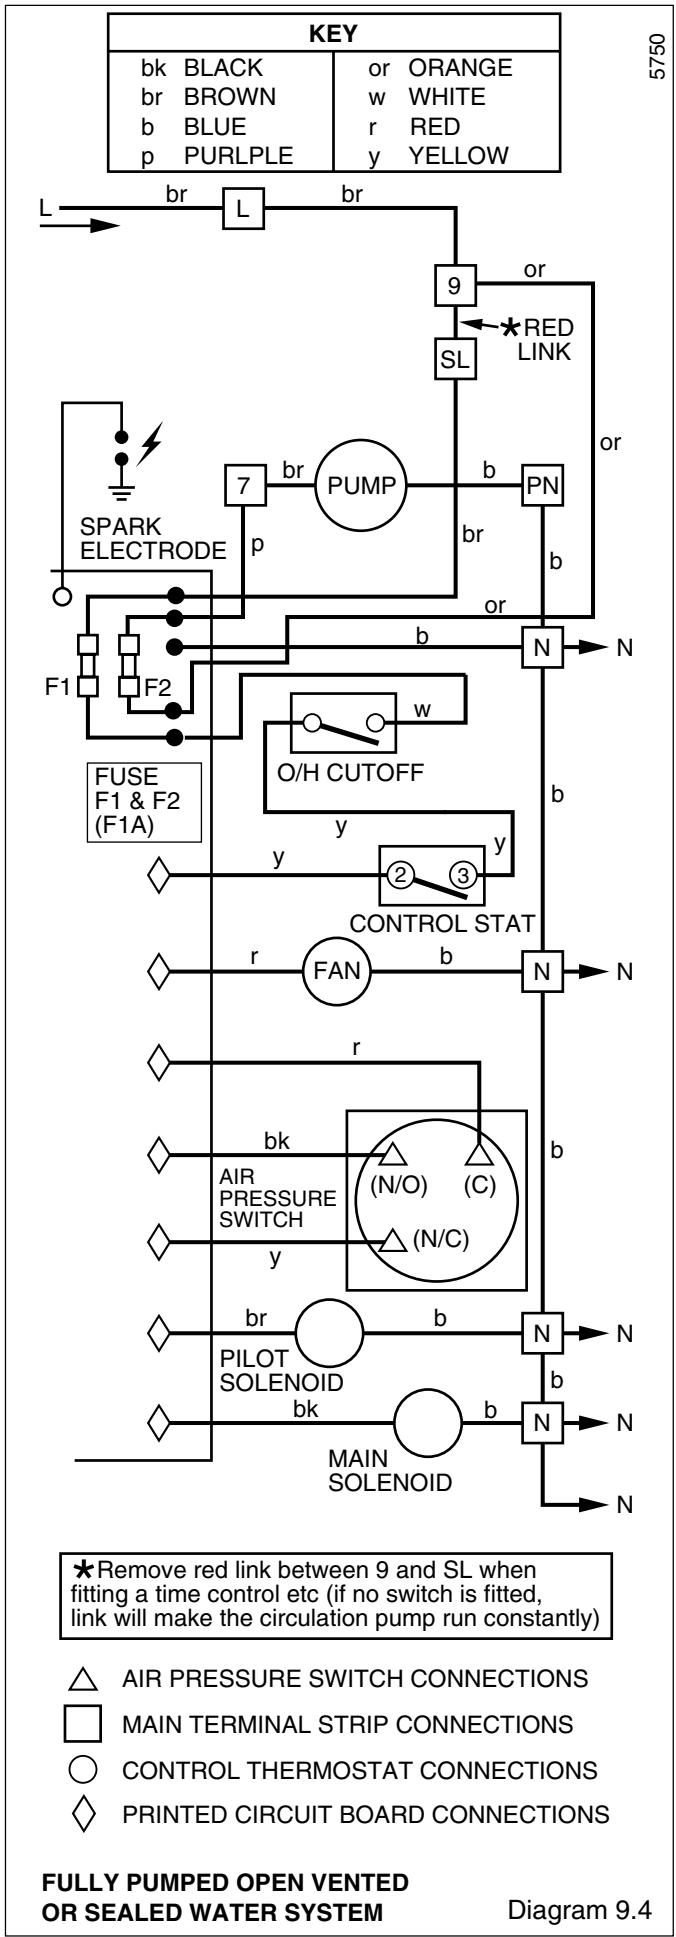 5750
KEY
bk BLACK
br BROWN
b BLUE
p PURLPLE
or ORANGE
w WHITE
r RED
y YELLOW
L
br
L
br
9
or
*RED
LINK
SL
or
7
br
PUMP
b
PN
SPARK
ELECTRODE
p
br
b
or
b
N
N
F1
F2
w
O/H CUTOFF
FUSE
F1 & F2
(F1A)
b
y
y
y
2
3
CONTROL STAT
r
FAN
b
N
N
r
bk
(N/O)
(C)
b
AIR
PRESSURE
SWITCH
(N/C)
y
br
b
N
N
PILOT
SOLENOID
b
bk
b
N
N
MAIN
SOLENOID
N
*Remove red link between 9 and SL when
fitting a time control etc (if no switch is fitted,
link will make the circulation pump run constantly)
AIR PRESSURE SWITCH CONNECTIONS
MAIN TERMINAL STRIP CONNECTIONS
CONTROL THERMOSTAT CONNECTIONS
PRINTED CIRCUIT BOARD CONNECTIONS
FULLY PUMPED OPEN VENTED
OR SEALED WATER SYSTEM
Diagram 9.4